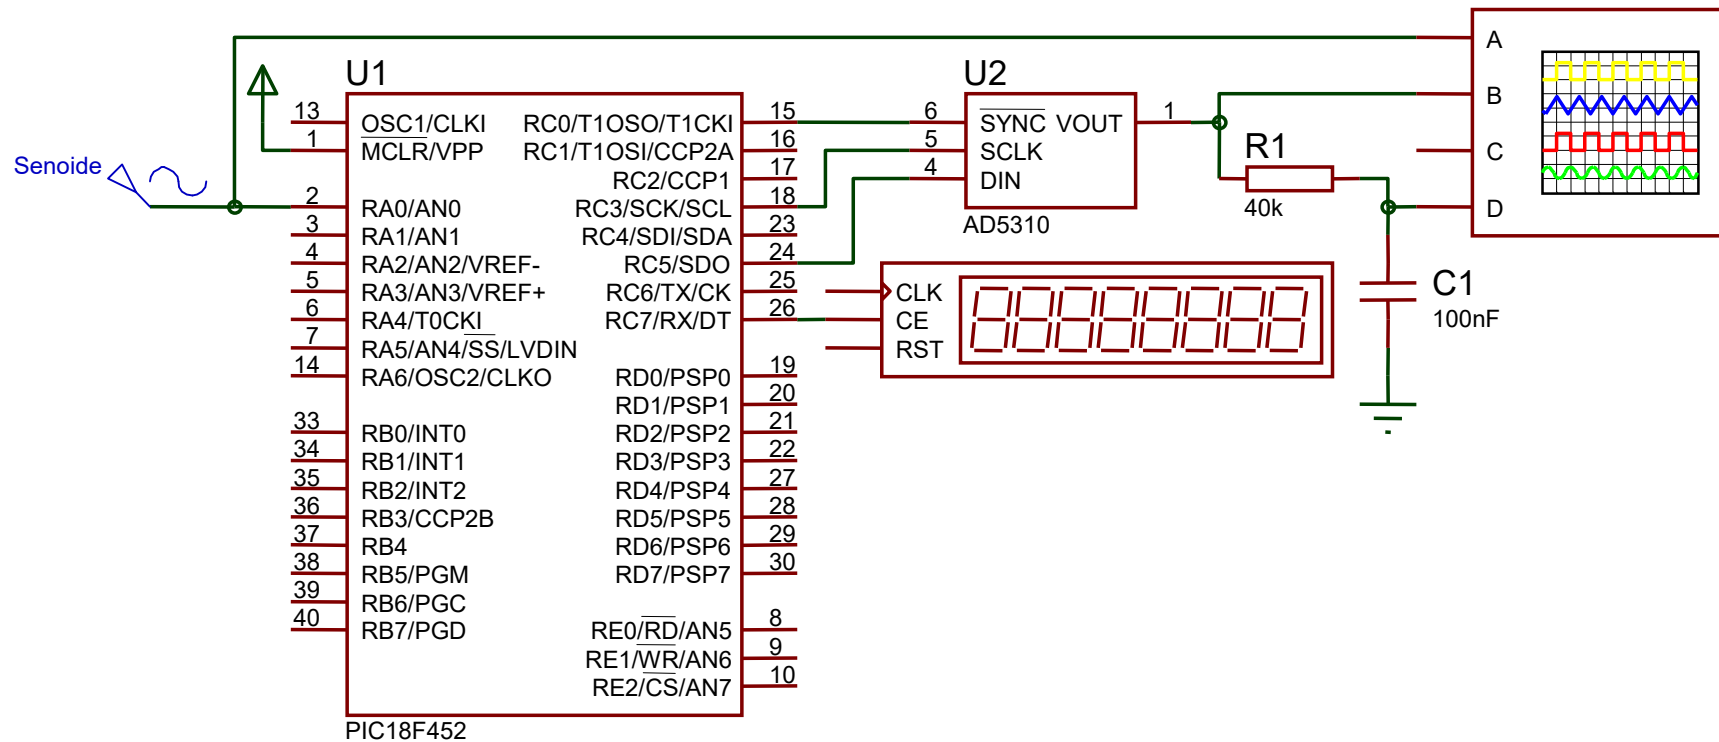 Senoide
U1
13 OSC1/CLKI
1 MCLR/VPP
2 RA0/AN0
3 RA1/AN1
4 RA2/AN2/VREF-
5 RA3/AN3/VREF+
6 RA4/T0CKI
7 RA5/AN4/SS/LVDIN
14 RA6/OSC2/CLKO
33 RB0/INT0
34 RB1/INT1
35 RB2/INT2
36 RB3/CCP2B
37 RB4
38 RB5/PGM
39 RB6/PGC
40 RB7/PGD
RC0/T1OSO/T1CKI 15
RC1/T1OSI/CCP2A 16
RC2/CCP1 17
RC3/SCK/SCL 18
RC4/SDI/SDA 23
RC5/SDO 24
RC6/TX/CK 25
RC7/RX/DT 26
RD0/PSP0 19
RD1/PSP1 20
RD2/PSP2 21
RD3/PSP3 22
RD4/PSP4 27
RD5/PSP5 28
RD6/PSP6 29
RD7/PSP7 30
RE0/RD/AN5 8
RE1/WR/AN6 9
RE2/CS/AN7 10
PIC18F452
U2
6 SYNC VOUT 1
5 SCLK
4 DIN
AD5310
CLK
CE
RST
R1
40k
C1
100nF
A
B
C
D